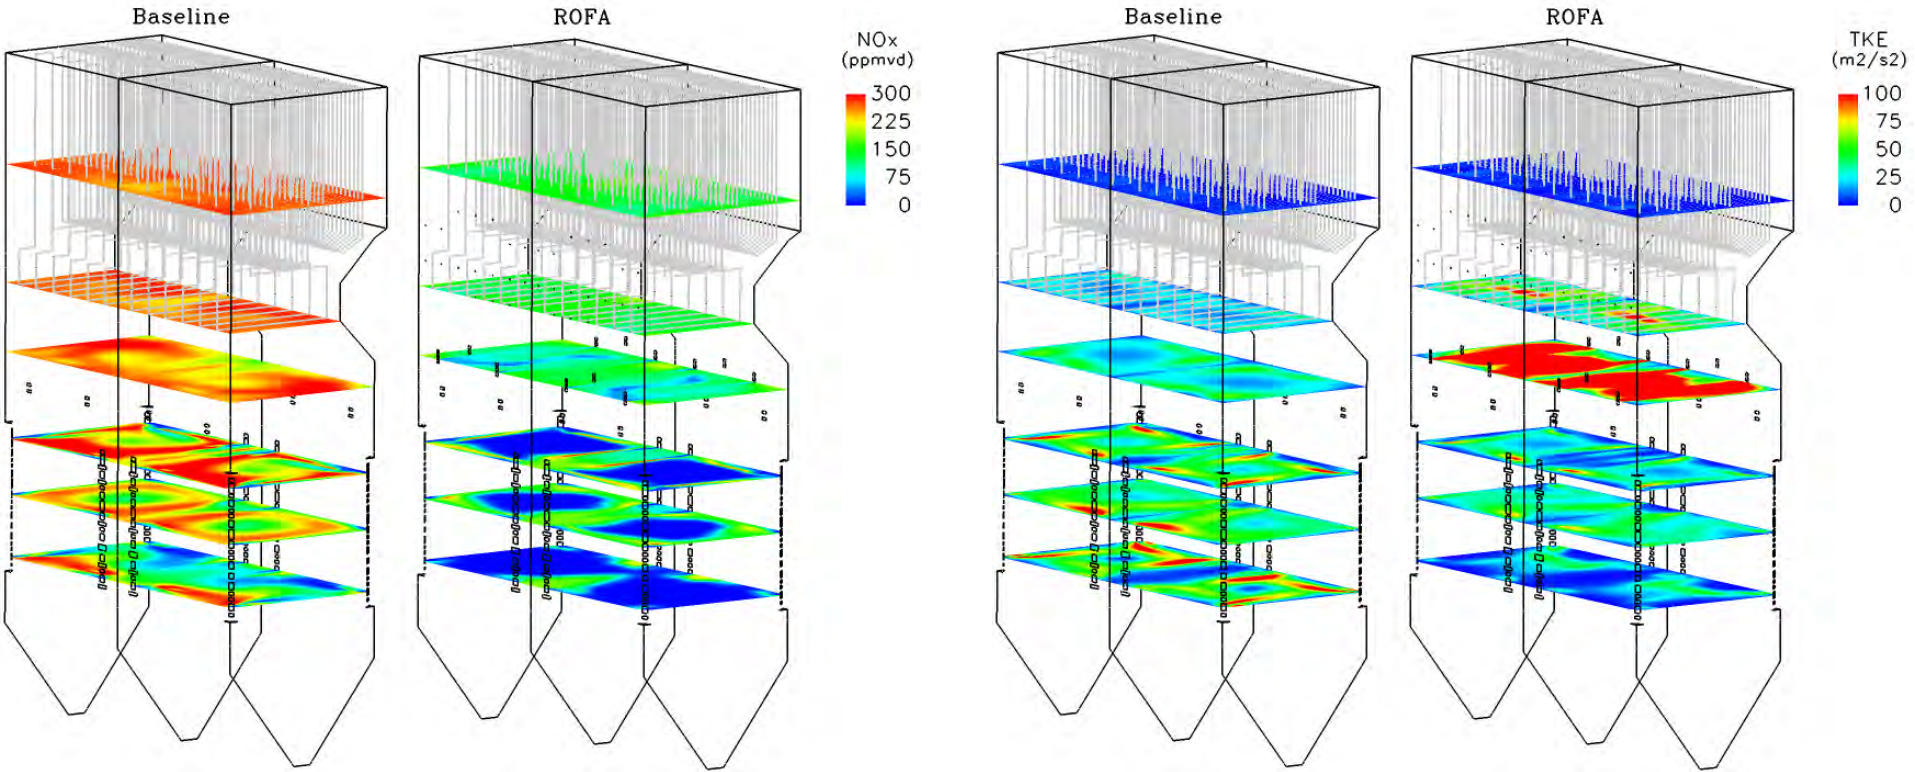 Baseline
ROFA
NOx
(ppmvd)
300
225
150
75
0
Baseline
ROFA
TKE
(m2/s2)
100
75
50
25
0